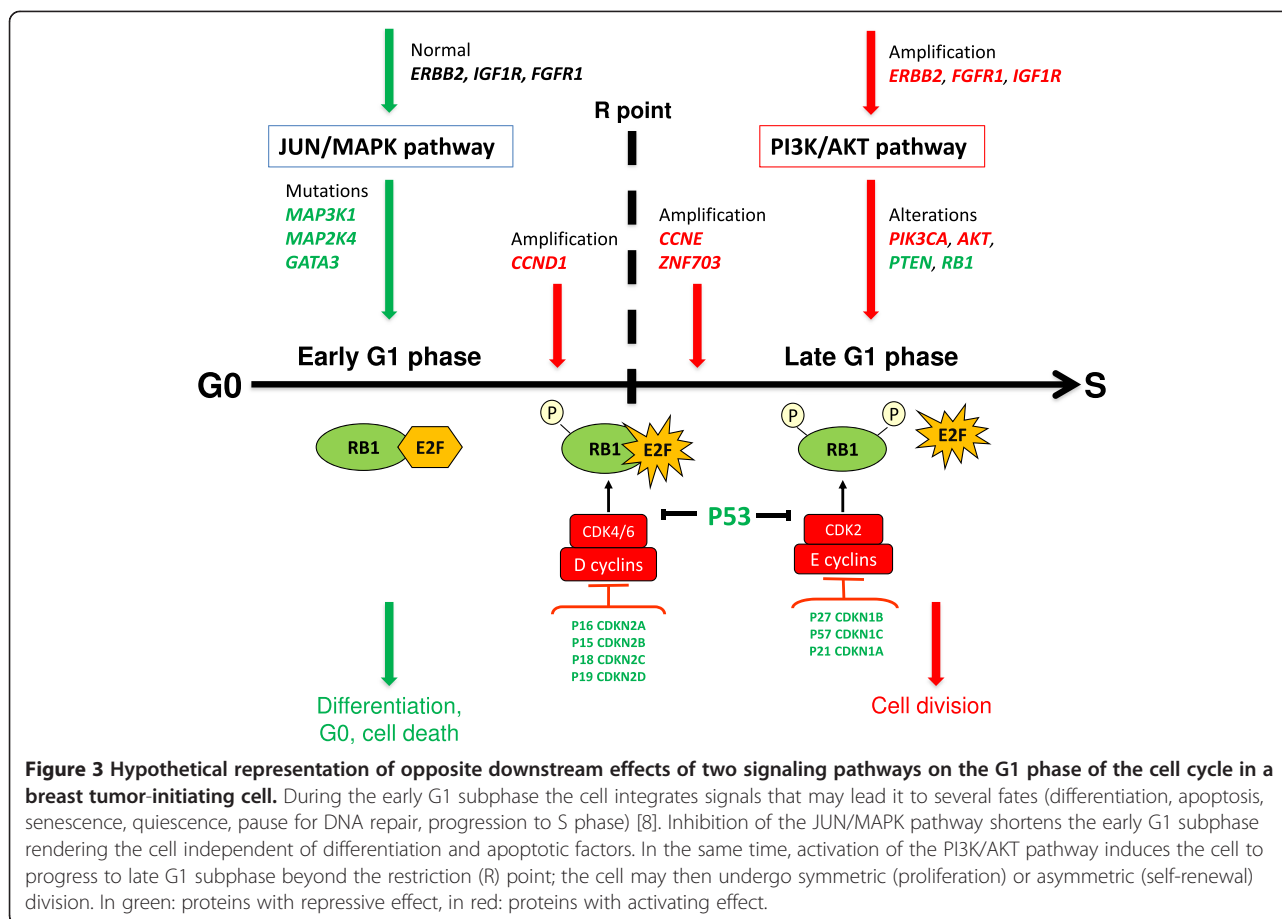 Normal
ERBB2, IGF1R, FGFR1
Amplification
ERBB2, FGFR1, IGF1R
R point
JUN/MAPK pathway
PI3K/AKT pathway
Mutations
MAP3K1
MAP2K4
GATA3
Amplification
CCND1
Amplification
CCNE
ZNF703
Alterations
PIK3CA, AKT,
PTEN, RB1
Early G1 phase
Late G1 phase
G0
S
RB1
E2F
P
RB1
E2F
P
P
RB1
E2F
CDK4/6
D cyclins
P53
CDK2
E cyclins
P16 CDKN2A
P15 CDKN2B
P18 CDKN2C
P19 CDKN2D
P27 CDKN1B
P57 CDKN1C
P21 CDKN1A
Differentiation,
G0, cell death
Cell division
Figure 3 Hypothetical representation of opposite downstream effects of two signaling pathways on the G1 phase of the cell cycle in a
breast tumor-initiating cell. During the early G1 subphase the cell integrates signals that may lead it to several fates (differentiation, apoptosis,
senescence, quiescence, pause for DNA repair, progression to S phase) [8]. Inhibition of the JUN/MAPK pathway shortens the early G1 subphase
rendering the cell independent of differentiation and apoptotic factors. In the same time, activation of the PI3K/AKT pathway induces the cell to
progress to late G1 subphase beyond the restriction (R) point; the cell may then undergo symmetric (proliferation) or asymmetric (self-renewal)
division. In green: proteins with repressive effect, in red: proteins with activating effect.